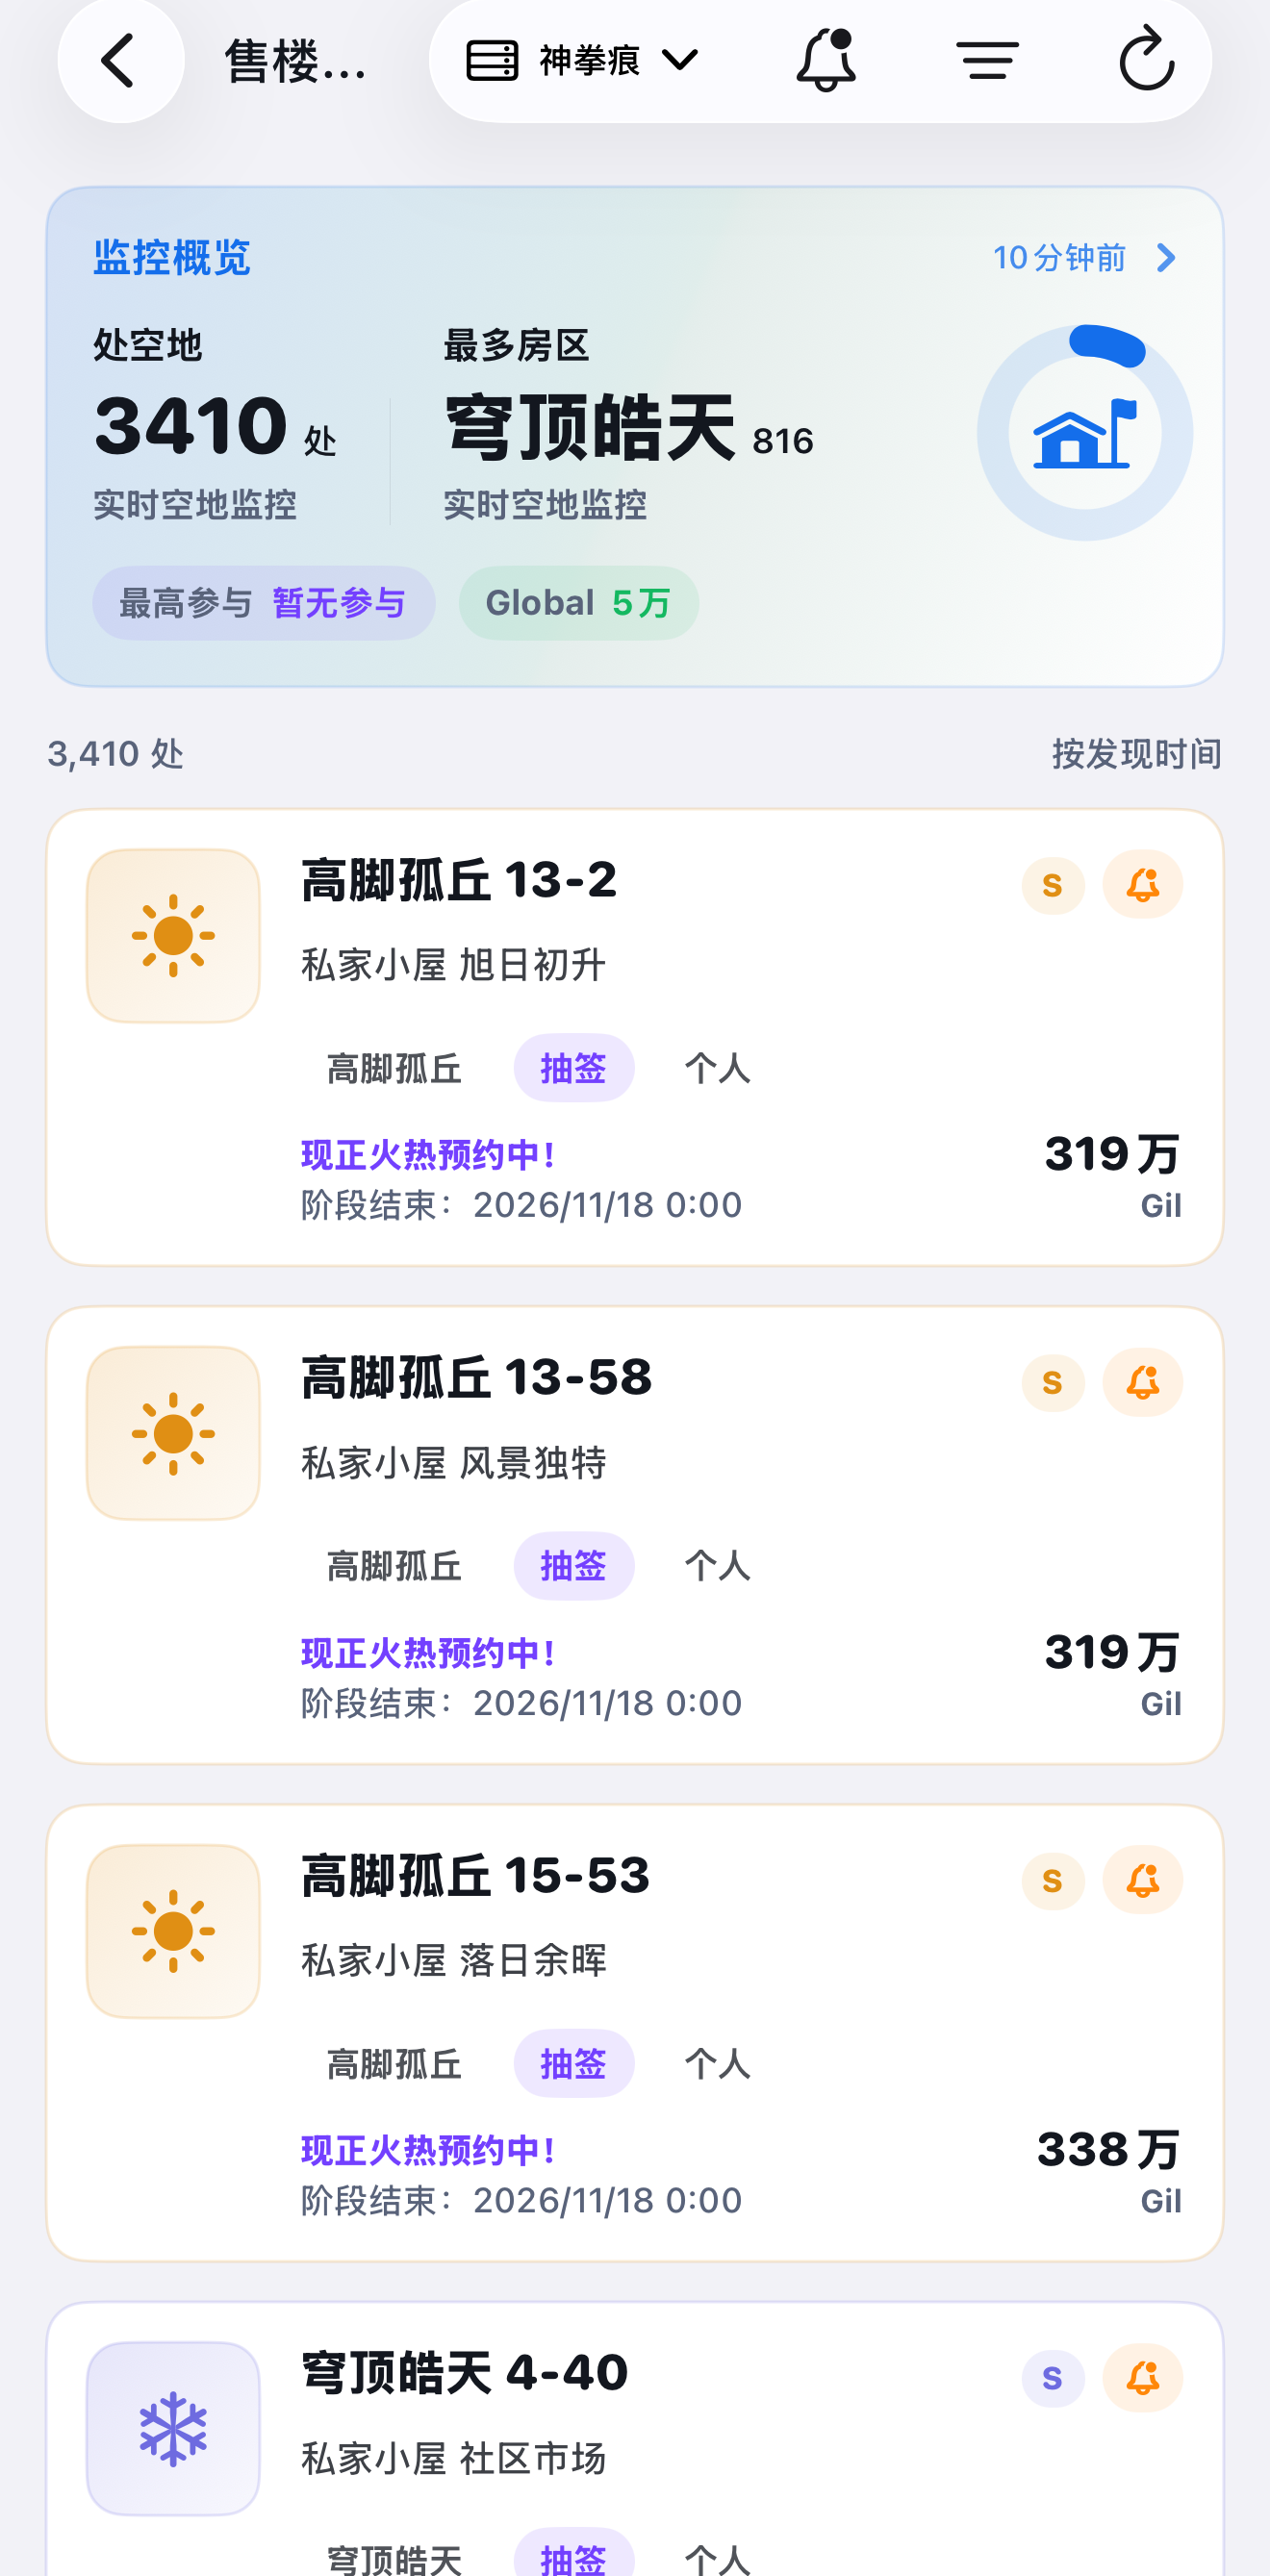 售楼...
神拳痕
监控概览
10分钟前
处空地
3410 处
实时空地监控
最多房区
穹顶皓天 816
实时空地监控
最高参与 暂无参与
Global 5万
3,410 处
按发现时间
高脚孤丘 13-2
S
私家小屋 旭日初升
高脚孤丘 抽签 个人
现正火热预约中！
阶段结束：2026/11/18 0:00
319万
Gil
高脚孤丘 13-58
S
私家小屋 风景独特
高脚孤丘 抽签 个人
现正火热预约中！
阶段结束：2026/11/18 0:00
319万
Gil
高脚孤丘 15-53
S
私家小屋 落日余晖
高脚孤丘 抽签 个人
现正火热预约中！
阶段结束：2026/11/18 0:00
338万
Gil
穹顶皓天 4-40
S
私家小屋 社区市场
穹顶皓天 抽签 个人